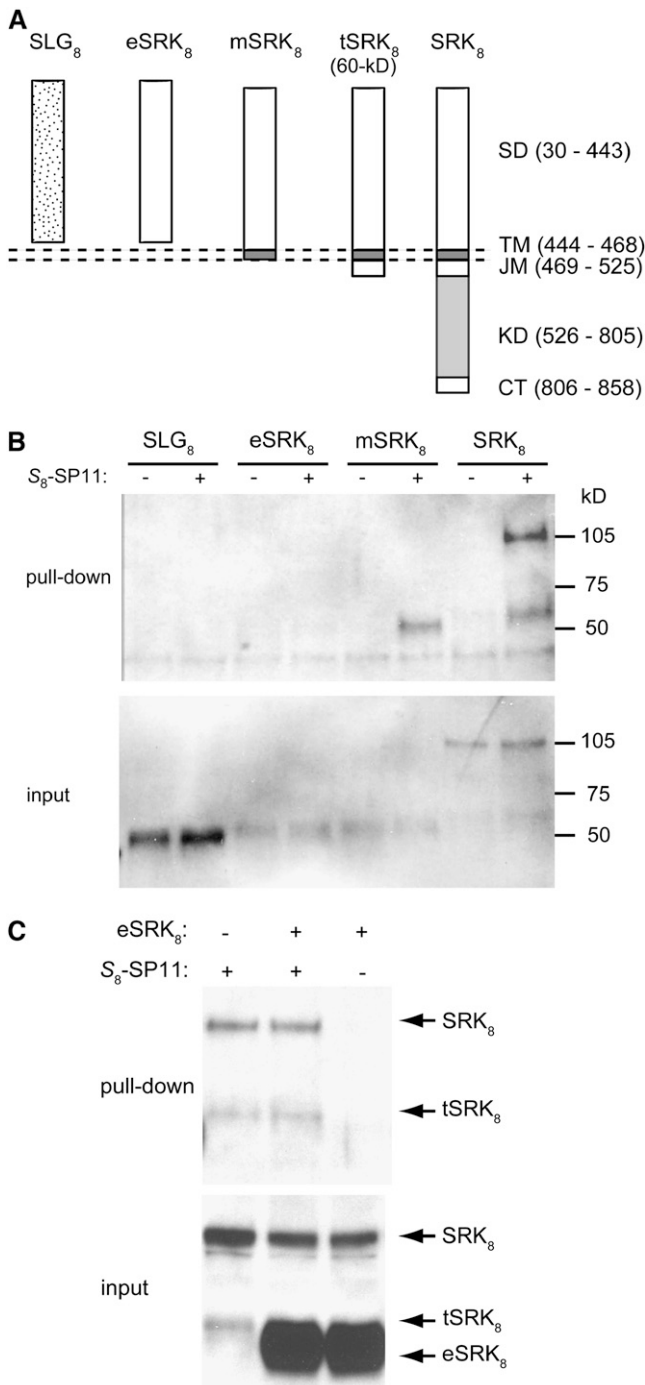 A
SLG8 eSRK8 mSRK8 tSRK8 SRK8
(60-kD)
SD (30 - 443)
TM (444 - 468)
JM (469 - 525)
KD (526 - 805)
CT (806 - 858)
B
SLG8 eSRK8 mSRK8 SRK8
S8-SP11: - + - + - + - +
kD
pull-down
105
75
50
input
105
75
50
C
eSRK8: - + +
S8-SP11: + + -
pull-down
SRK8
tSRK8
input
SRK8
tSRK8
eSRK8